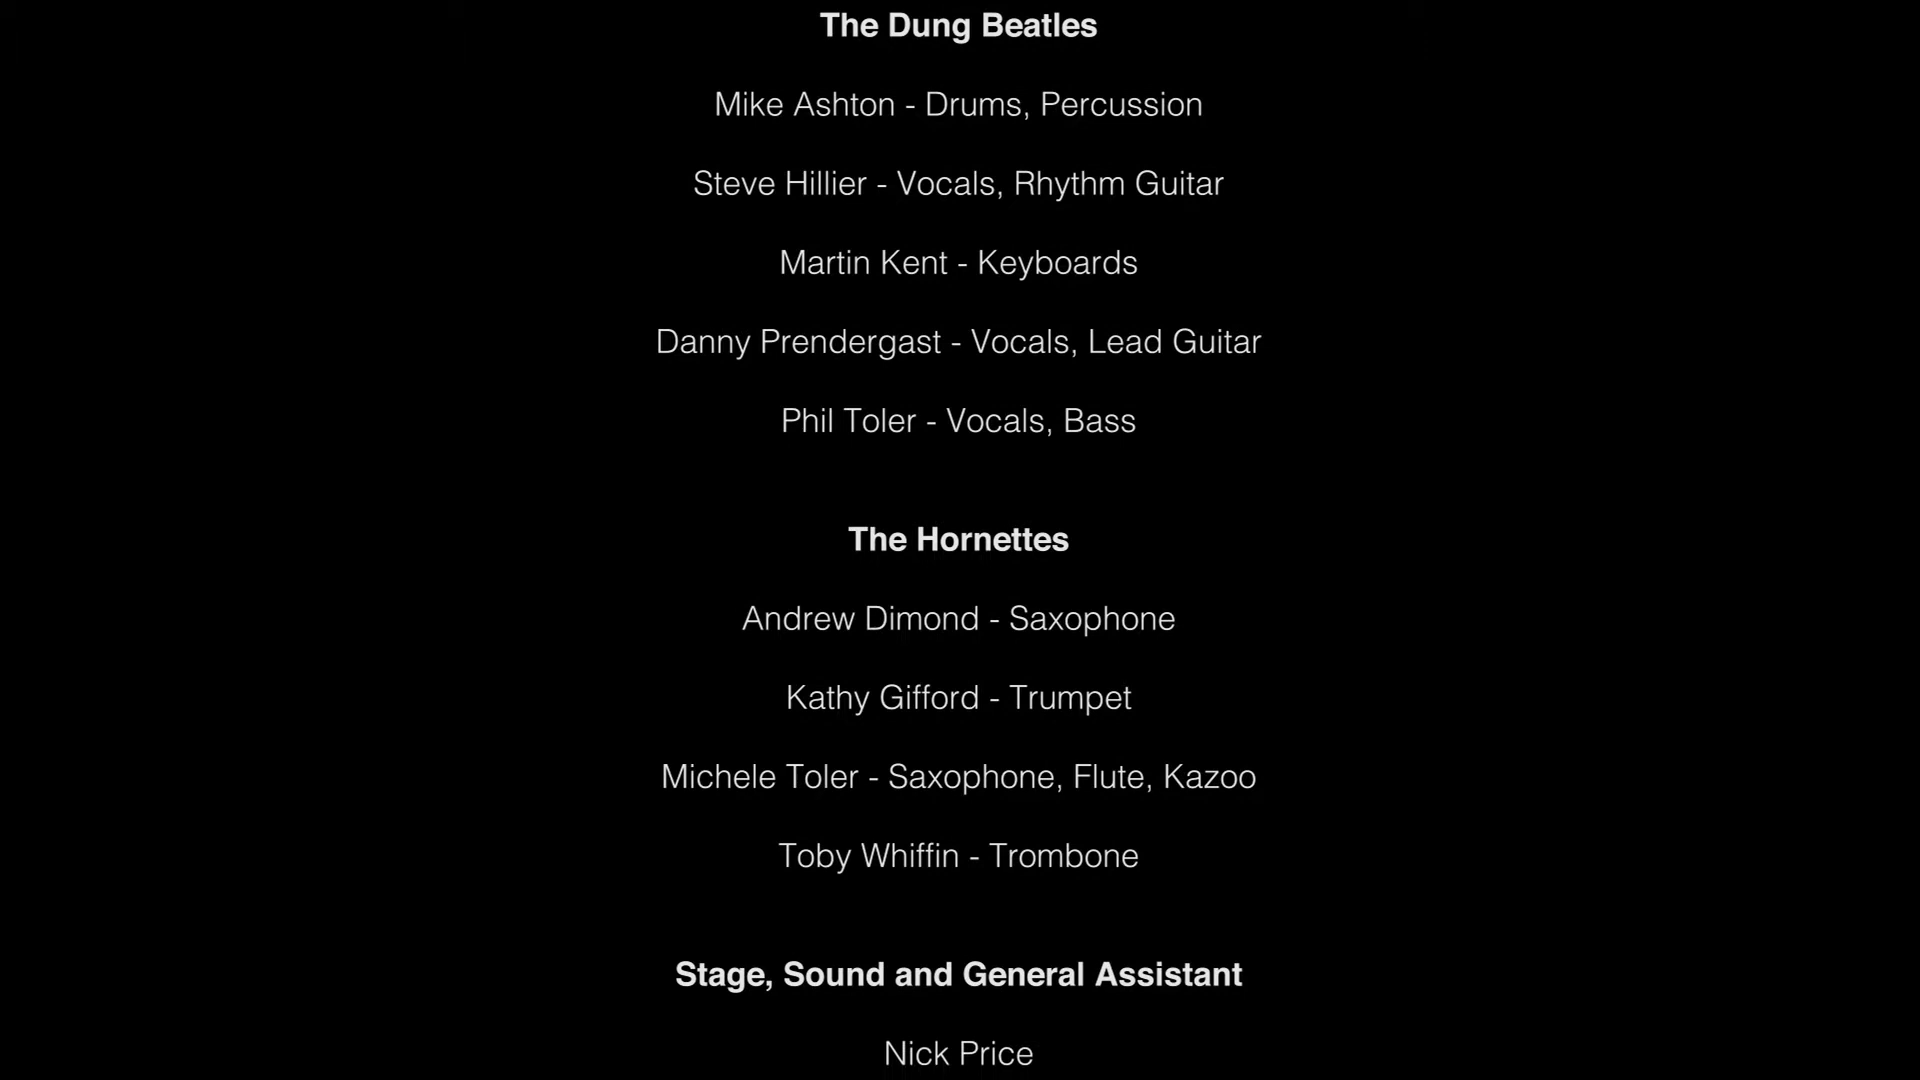 The Dung Beatles
Mike Ashton - Drums, Percussion
Steve Hillier - Vocals, Rhythm Guitar
Martin Kent - Keyboards
Danny Prendergast - Vocals, Lead Guitar
Phil Toler - Vocals, Bass
The Hornettes
Andrew Dimond - Saxophone
Kathy Gifford - Trumpet
Michele Toler - Saxophone, Flute, Kazoo
Toby Whiffin - Trombone
Stage, Sound and General Assistant
Nick Price